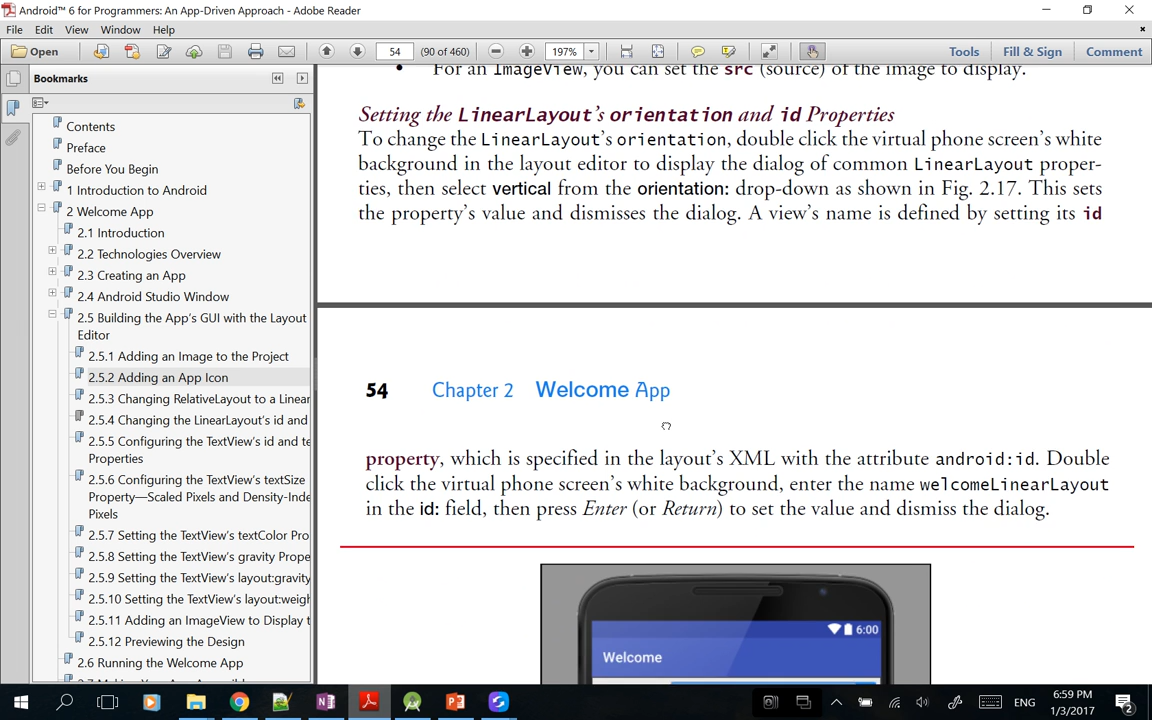 Android™ 6 for Programmers: An App-Driven Approach - Adobe Reader
File Edit View Window Help
Open 54 (90 of 460) 197% Tools Fill & Sign Comment
Bookmarks
Contents
Preface
Before You Begin
1 Introduction to Android
2 Welcome App
2.1 Introduction
2.2 Technologies Overview
2.3 Creating an App
2.4 Android Studio Window
2.5 Building the App's GUI with the Layout
Editor
2.5.1 Adding an Image to the Project
2.5.2 Adding an App Icon
2.5.3 Changing RelativeLayout to a Linear
2.5.4 Changing the LinearLayout's id and
2.5.5 Configuring the TextView's id and te
Properties
2.5.6 Configuring the TextView's textSize
Property—Scaled Pixels and Density-Inde
Pixels
2.5.7 Setting the TextView's textColor Pro
2.5.8 Setting the TextView's gravity Prope
2.5.9 Setting the TextView's layout:gravity
2.5.10 Setting the TextView's layout:weigh
2.5.11 Adding an ImageView to Display t
2.5.12 Previewing the Design
2.6 Running the Welcome App
• For an ImageView, you can set the src (source) of the image to display.
Setting the LinearLayout's orientation and id Properties
To change the LinearLayout's orientation, double click the virtual phone screen's white
background in the layout editor to display the dialog of common LinearLayout proper-
ties, then select vertical from the orientation: drop-down as shown in Fig. 2.17. This sets
the property's value and dismisses the dialog. A view's name is defined by setting its id
54 Chapter 2 Welcome App
property, which is specified in the layout's XML with the attribute android:id. Double
click the virtual phone screen's white background, enter the name welcomeLinearLayout
in the id: field, then press Enter (or Return) to set the value and dismiss the dialog.
6:00
Welcome
ENG
6:59 PM
1/3/2017
2